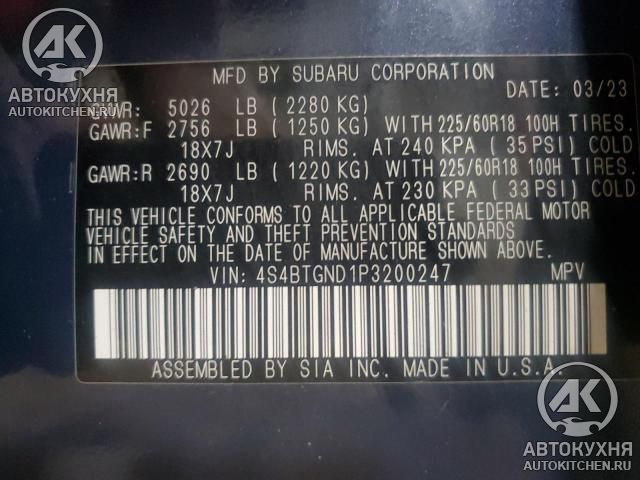 AK
АВТОКУХНЯ
AUTOKITCHEN.RU
MFD BY SUBARU CORPORATION
DATE: 03/23
5026 LB ( 2280 KG)
GAWR:F 2756 LB ( 1250 KG) WITH 225/60R18 100H TIRES.
18X7J RIMS. AT 240 KPA ( 35 PSI) COLD
GAWR:R 2690 LB ( 1220 KG) WITH 225/60R18 100H TIRES.
18X7J RIMS. AT 230 KPA ( 33 PSI) COLD
THIS VEHICLE CONFORMS TO ALL APPLICABLE FEDERAL MOTOR
VEHICLE SAFETY AND THEFT PREVENTION STANDARDS
IN EFFECT ON THE DATE OF MANUFACTURE SHOWN ABOVE.
VIN: 4S4BTGND1P3200247 MPV
ASSEMBLED BY SIA INC. MADE IN U.S.A.
AK
АВТОКУХНЯ
AUTOKITCHEN.RU